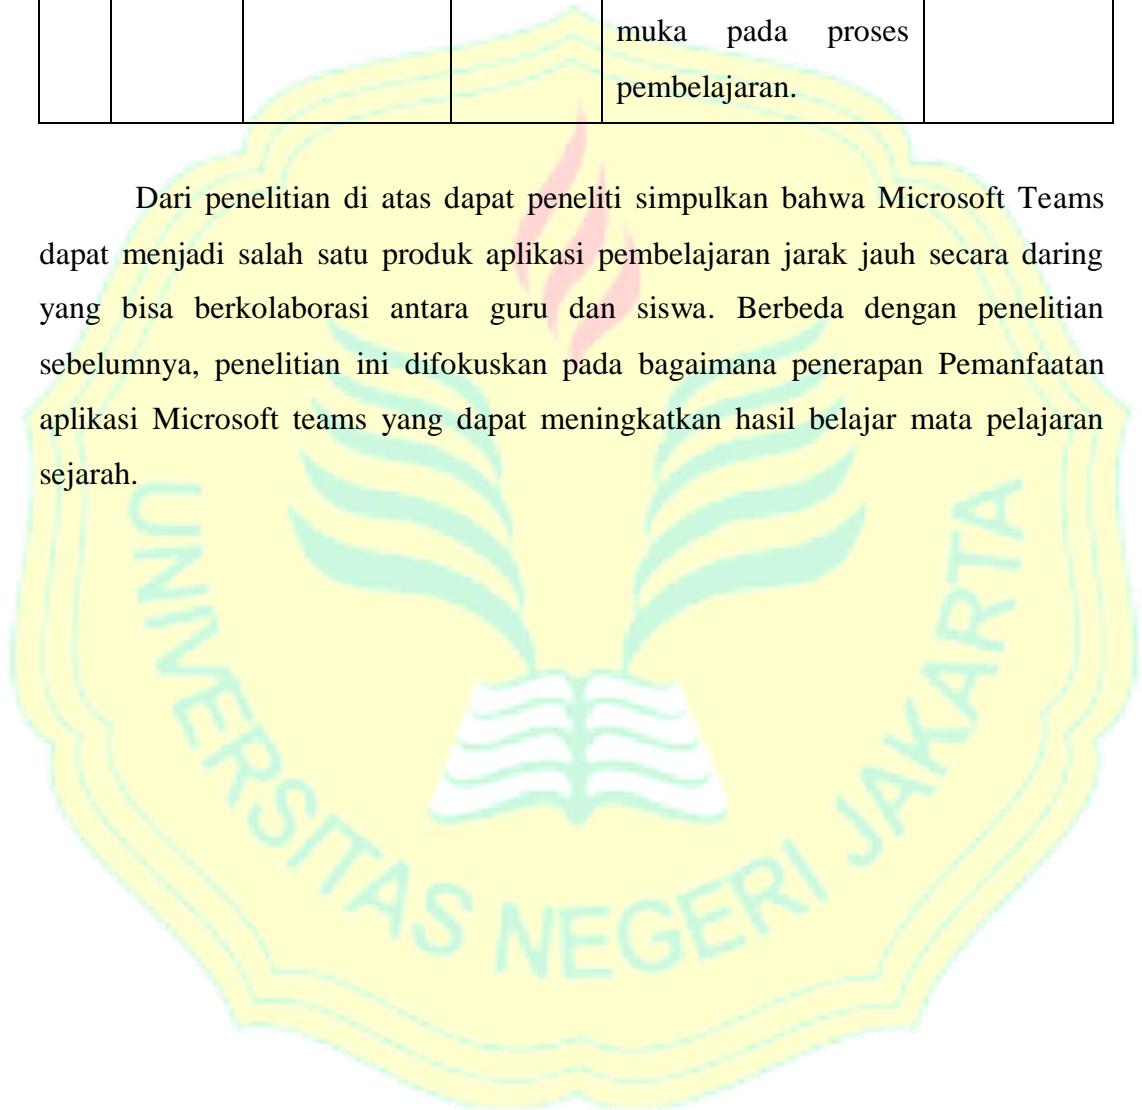 muka pada proses
pembelajaran.
Dari penelitian di atas dapat peneliti simpulkan bahwa Microsoft Teams
dapat menjadi salah satu produk aplikasi pembelajaran jarak jauh secara daring
yang bisa berkolaborasi antara guru dan siswa. Berbeda dengan penelitian
sebelumnya, penelitian ini difokuskan pada bagaimana penerapan Pemanfaatan
aplikasi Microsoft teams yang dapat meningkatkan hasil belajar mata pelajaran
sejarah.
UNIVERSITAS NEGERI JAKARTA